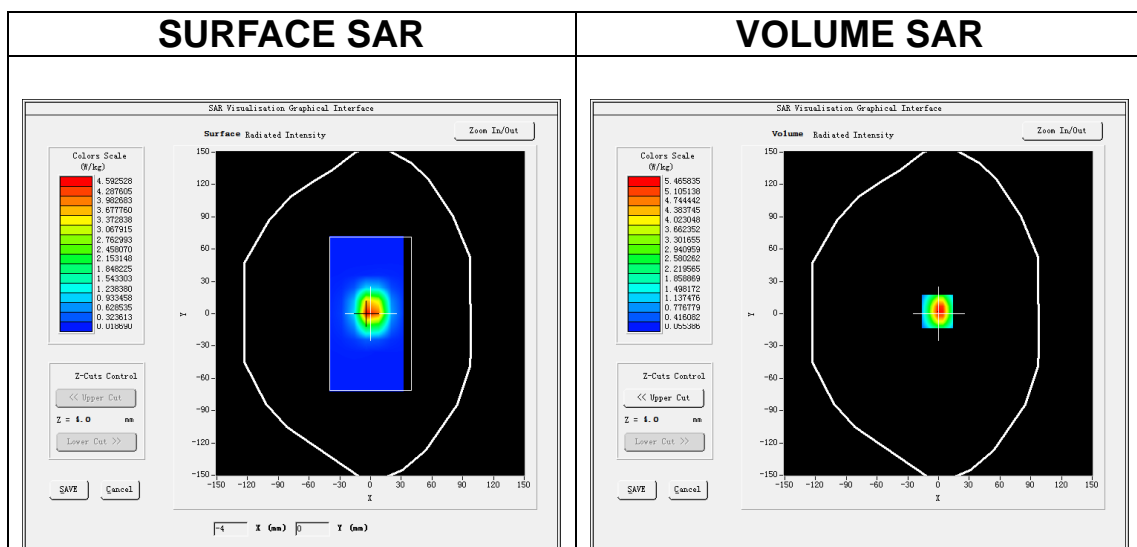 SURFACE SAR
VOLUME SAR
SAR Visualisation Graphical Interface
Surface Radiated Intensity
Zoom In/Out
Colors Scale
(W/kg)
4.592528
4.287605
3.982683
3.677760
3.372838
3.067915
2.762993
2.458070
2.153148
1.848225
1.543303
1.238380
0.933458
0.628535
0.323613
0.018690
Z-Cuts Control
<< Upper Cut
Z = 4.0 mm
Lower Cut >>
SAVE Cancel
150
120
90
60
30
0
-30
-60
-90
-120
-150
Y
-150 -120 -90 -60 -30 0 30 60 90 120 150
X
-4 X (mm) 0 Y (mm)
SAR Visualisation Graphical Interface
Volume Radiated Intensity
Zoom In/Out
Colors Scale
(W/kg)
5.465835
5.105138
4.744442
4.383745
4.023048
3.662352
3.301655
2.940959
2.580262
2.219565
1.858869
1.498172
1.137476
0.776779
0.416082
0.055386
Z-Cuts Control
<< Upper Cut
Z = 4.0 mm
Lower Cut >>
SAVE Cancel
150
120
90
60
30
0
-30
-60
-90
-120
-150
Y
-150 -120 -90 -60 -30 0 30 60 90 120 150
X